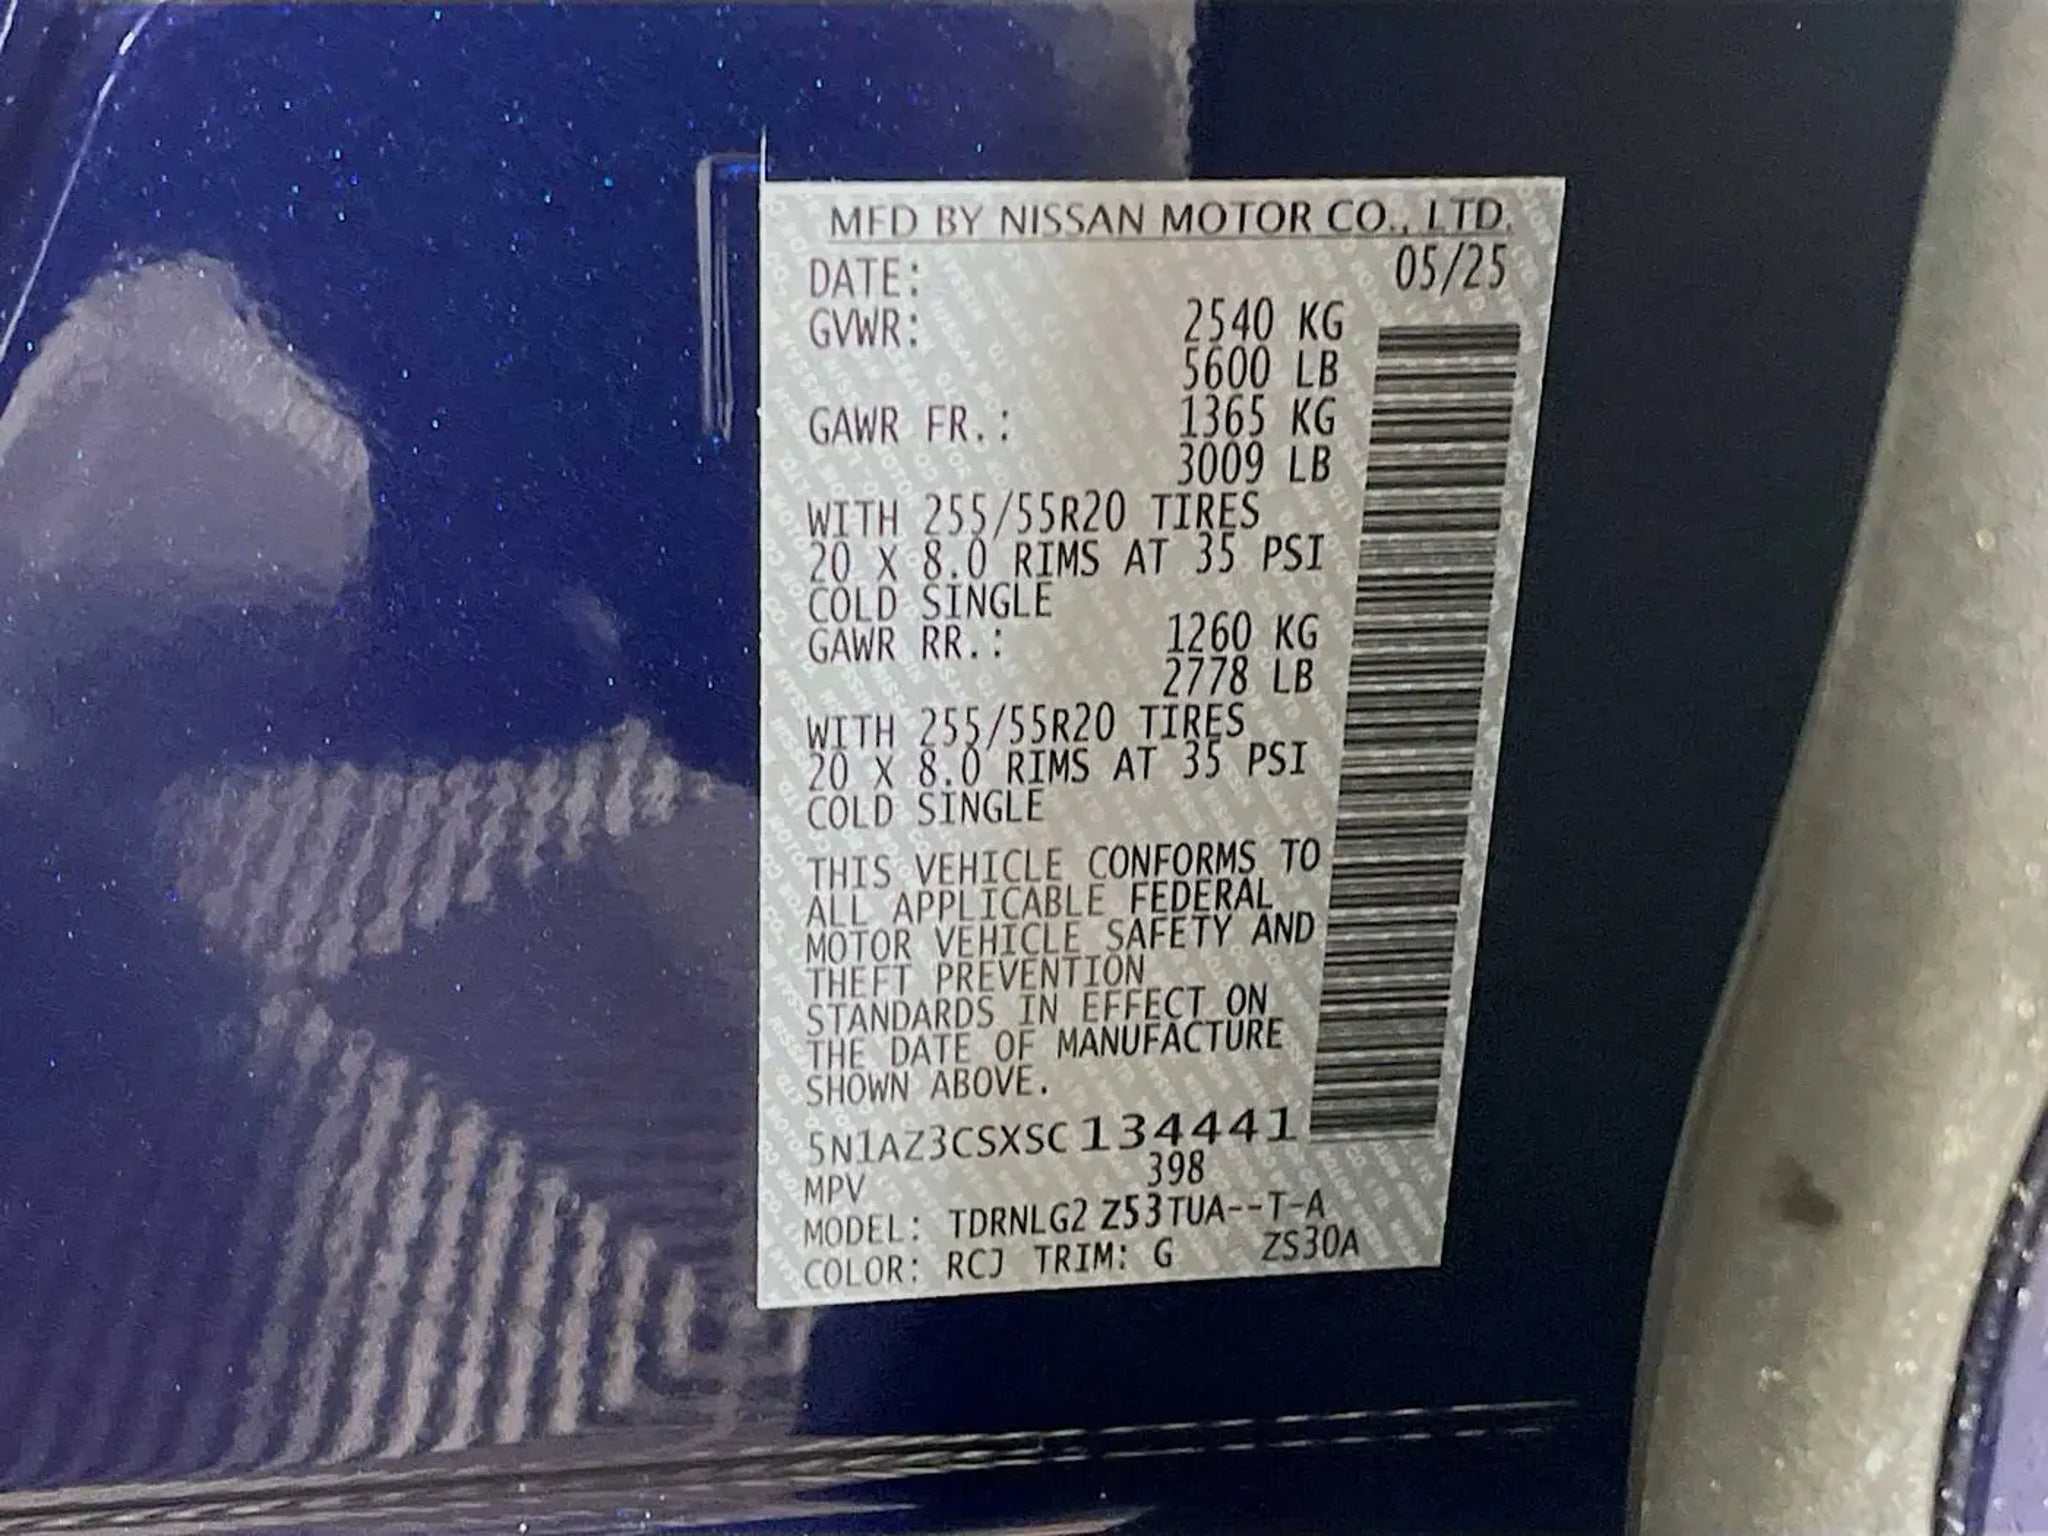 MFD BY NISSAN MOTOR CO., LTD.
DATE: 05/25
GVWR: 2540 KG
5600 LB
GAWR FR.: 1365 KG
3009 LB
WITH 255/55R20 TIRES
20 X 8.0 RIMS AT 35 PSI
COLD SINGLE
GAWR RR.: 1260 KG
2778 LB
WITH 255/55R20 TIRES
20 X 8.0 RIMS AT 35 PSI
COLD SINGLE
THIS VEHICLE CONFORMS TO
ALL APPLICABLE FEDERAL
MOTOR VEHICLE SAFETY AND
THEFT PREVENTION
STANDARDS IN EFFECT ON
THE DATE OF MANUFACTURE
SHOWN ABOVE.
5N1AZ3CSXSC134441
MPV 398
MODEL: TDRNLG2 Z53TUA--T-A
COLOR: RCJ TRIM: G ZS30A